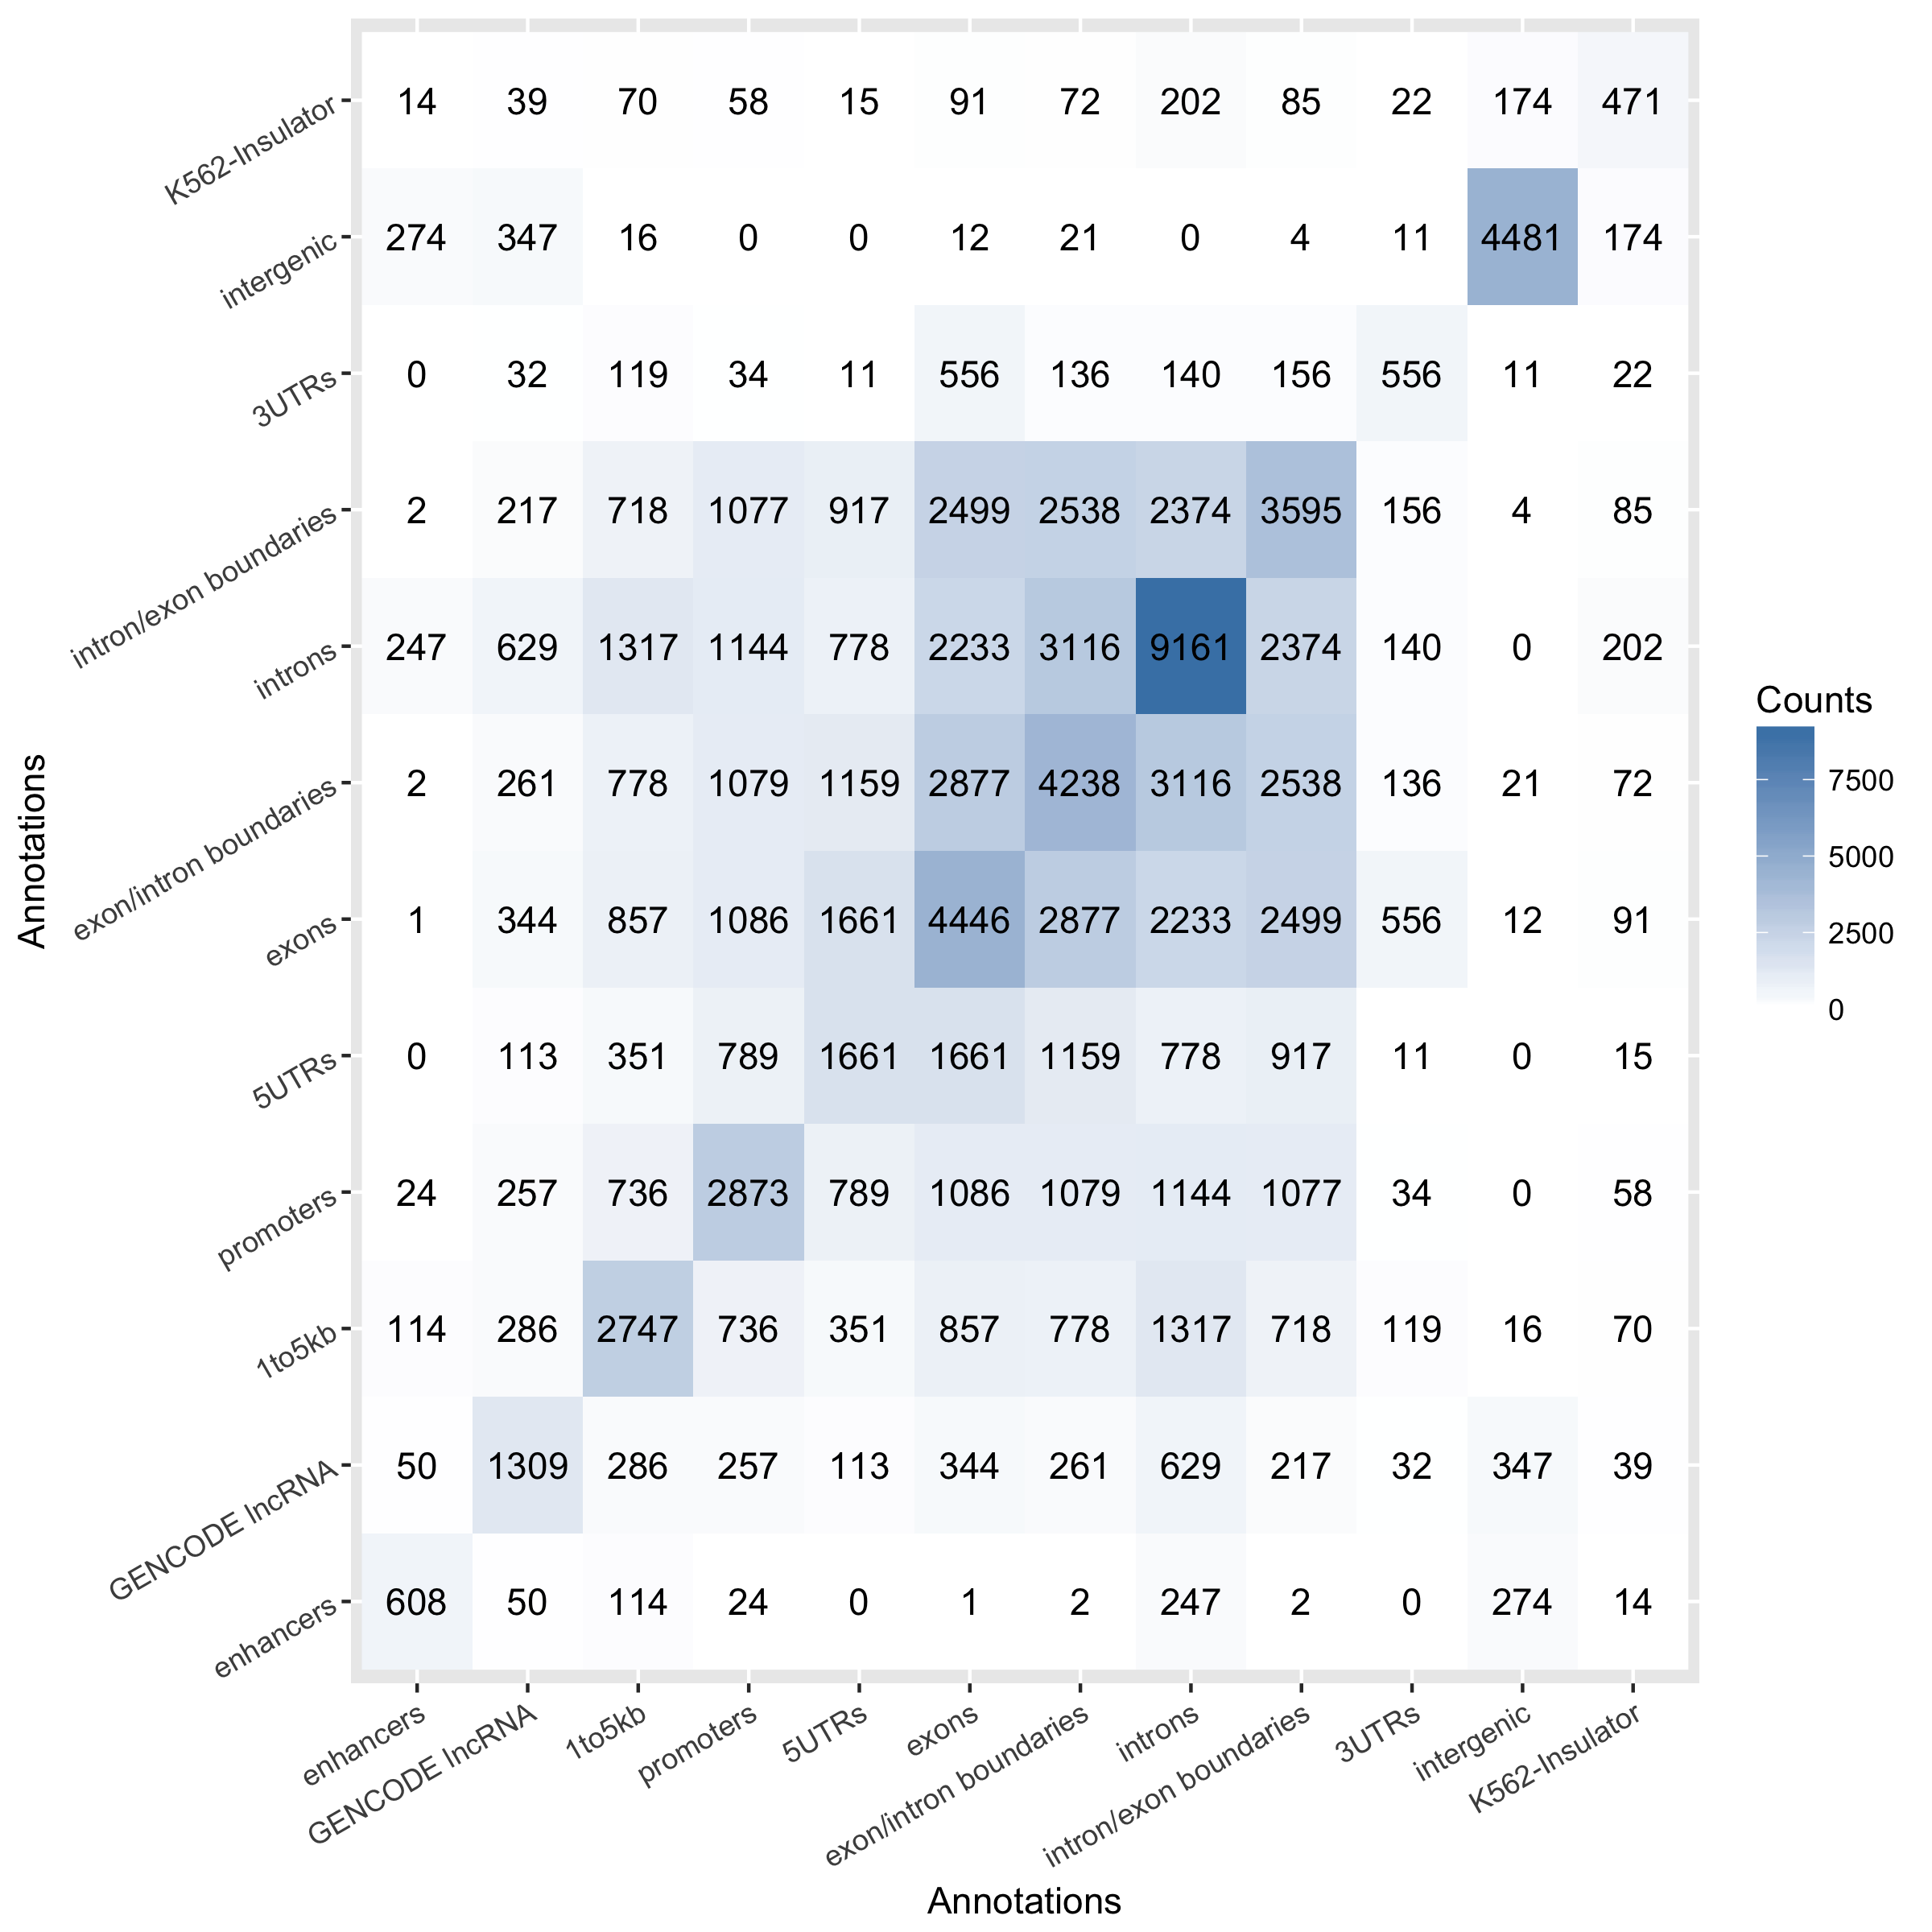 K562-Insulator 14 39 70 58 15 91 72 202 85 22 174 471
intergenic 274 347 16 0 0 12 21 0 4 11 4481 174
3UTRs 0 32 119 34 11 556 136 140 156 556 11 22
intron/exon boundaries 2 217 718 1077 917 2499 2538 2374 3595 156 4 85
introns 247 629 1317 1144 778 2233 3116 9161 2374 140 0 202
exon/intron boundaries 2 261 778 1079 1159 2877 4238 3116 2538 136 21 72
exons 1 344 857 1086 1661 4446 2877 2233 2499 556 12 91
5UTRs 0 113 351 789 1661 1661 1159 778 917 11 0 15
promoters 24 257 736 2873 789 1086 1079 1144 1077 34 0 58
1to5kb 114 286 2747 736 351 857 778 1317 718 119 16 70
GENCODE lncRNA 50 1309 286 257 113 344 261 629 217 32 347 39
enhancers 608 50 114 24 0 1 2 247 2 0 274 14
Annotations
enhancers
GENCODE lncRNA
1to5kb
promoters
5UTRs
exons
exon/intron boundaries
introns
intron/exon boundaries
3UTRs
intergenic
K562-Insulator
Annotations
Counts
7500
5000
2500
0